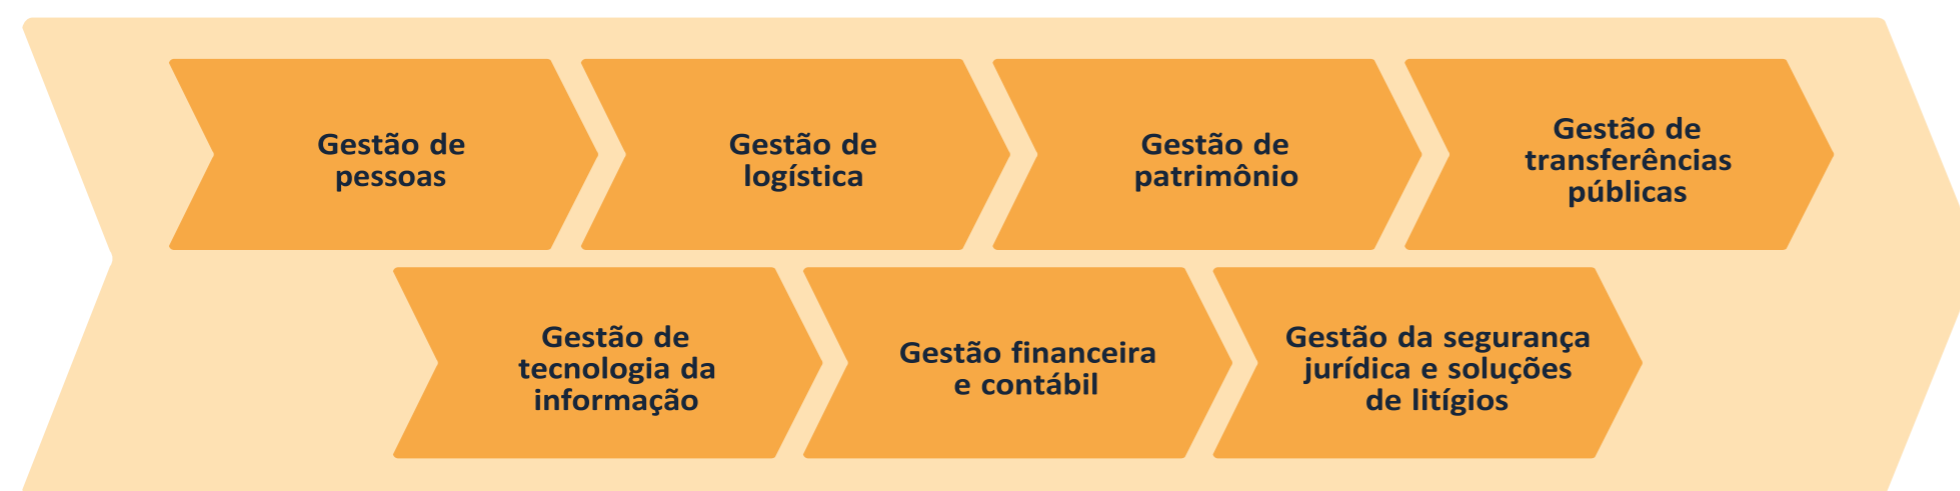 Gestão de
pessoas
Gestão de
logística
Gestão de
patrimônio
Gestão de
transferências
públicas
Gestão de
tecnologia da
informação
Gestão financeira
e contábil
Gestão da segurança
jurídica e soluções
de litígios